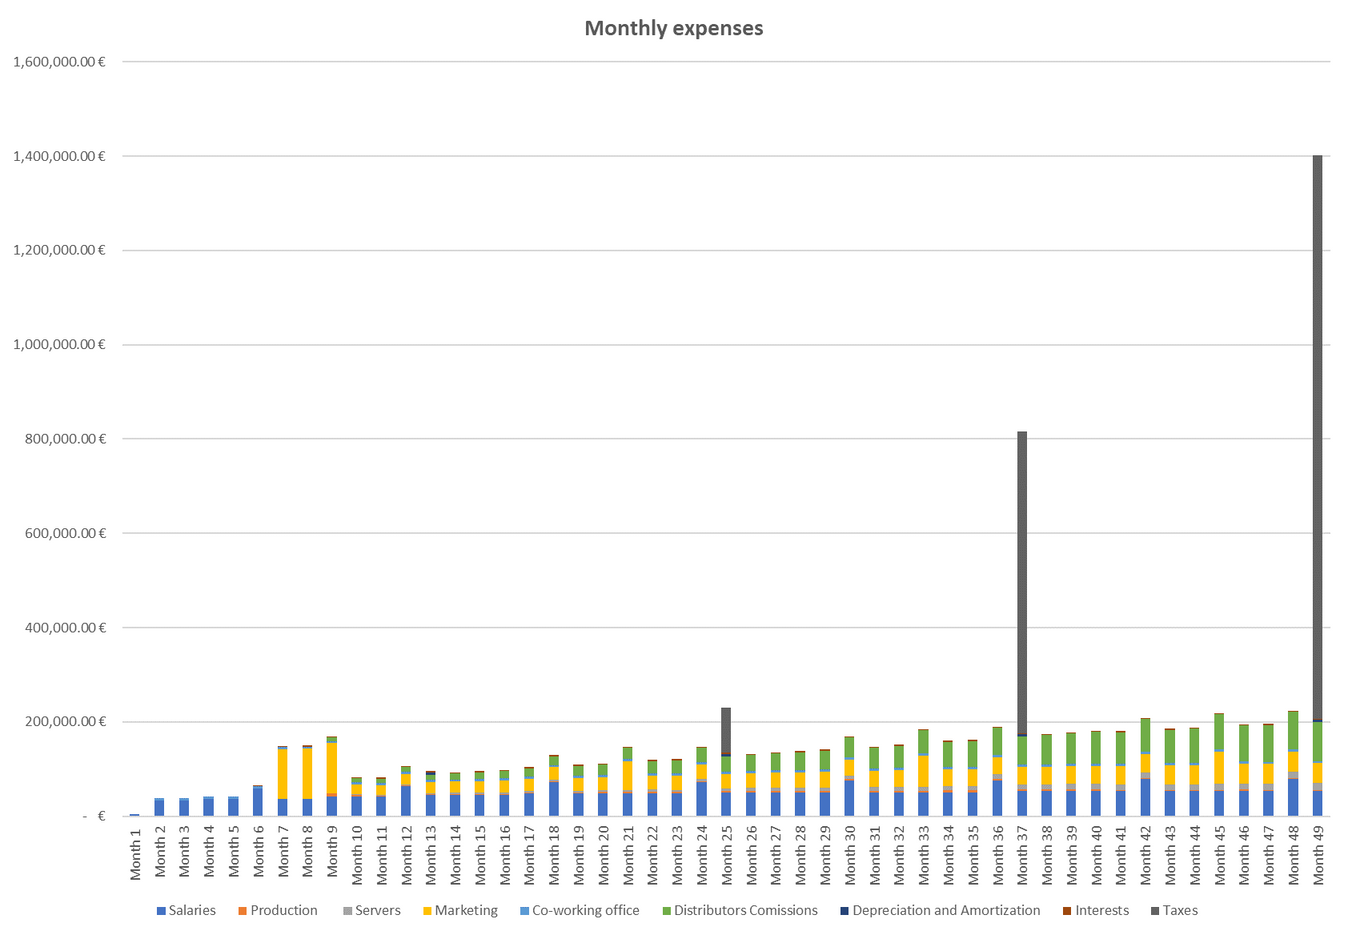 Monthly expenses
1,600,000.00 €
1,400,000.00 €
1,200,000.00 €
1,000,000.00 €
800,000.00 €
600,000.00 €
400,000.00 €
200,000.00 €
- €
Month 1
Month 2
Month 3
Month 4
Month 5
Month 6
Month 7
Month 8
Month 9
Month 10
Month 11
Month 12
Month 13
Month 14
Month 15
Month 16
Month 17
Month 18
Month 19
Month 20
Month 21
Month 22
Month 23
Month 24
Month 25
Month 26
Month 27
Month 28
Month 29
Month 30
Month 31
Month 32
Month 33
Month 34
Month 35
Month 36
Month 37
Month 38
Month 39
Month 40
Month 41
Month 42
Month 43
Month 44
Month 45
Month 46
Month 47
Month 48
Month 49
Salaries Production Servers Marketing Co-working office Distributors Comissions Depreciation and Amortization Interests Taxes